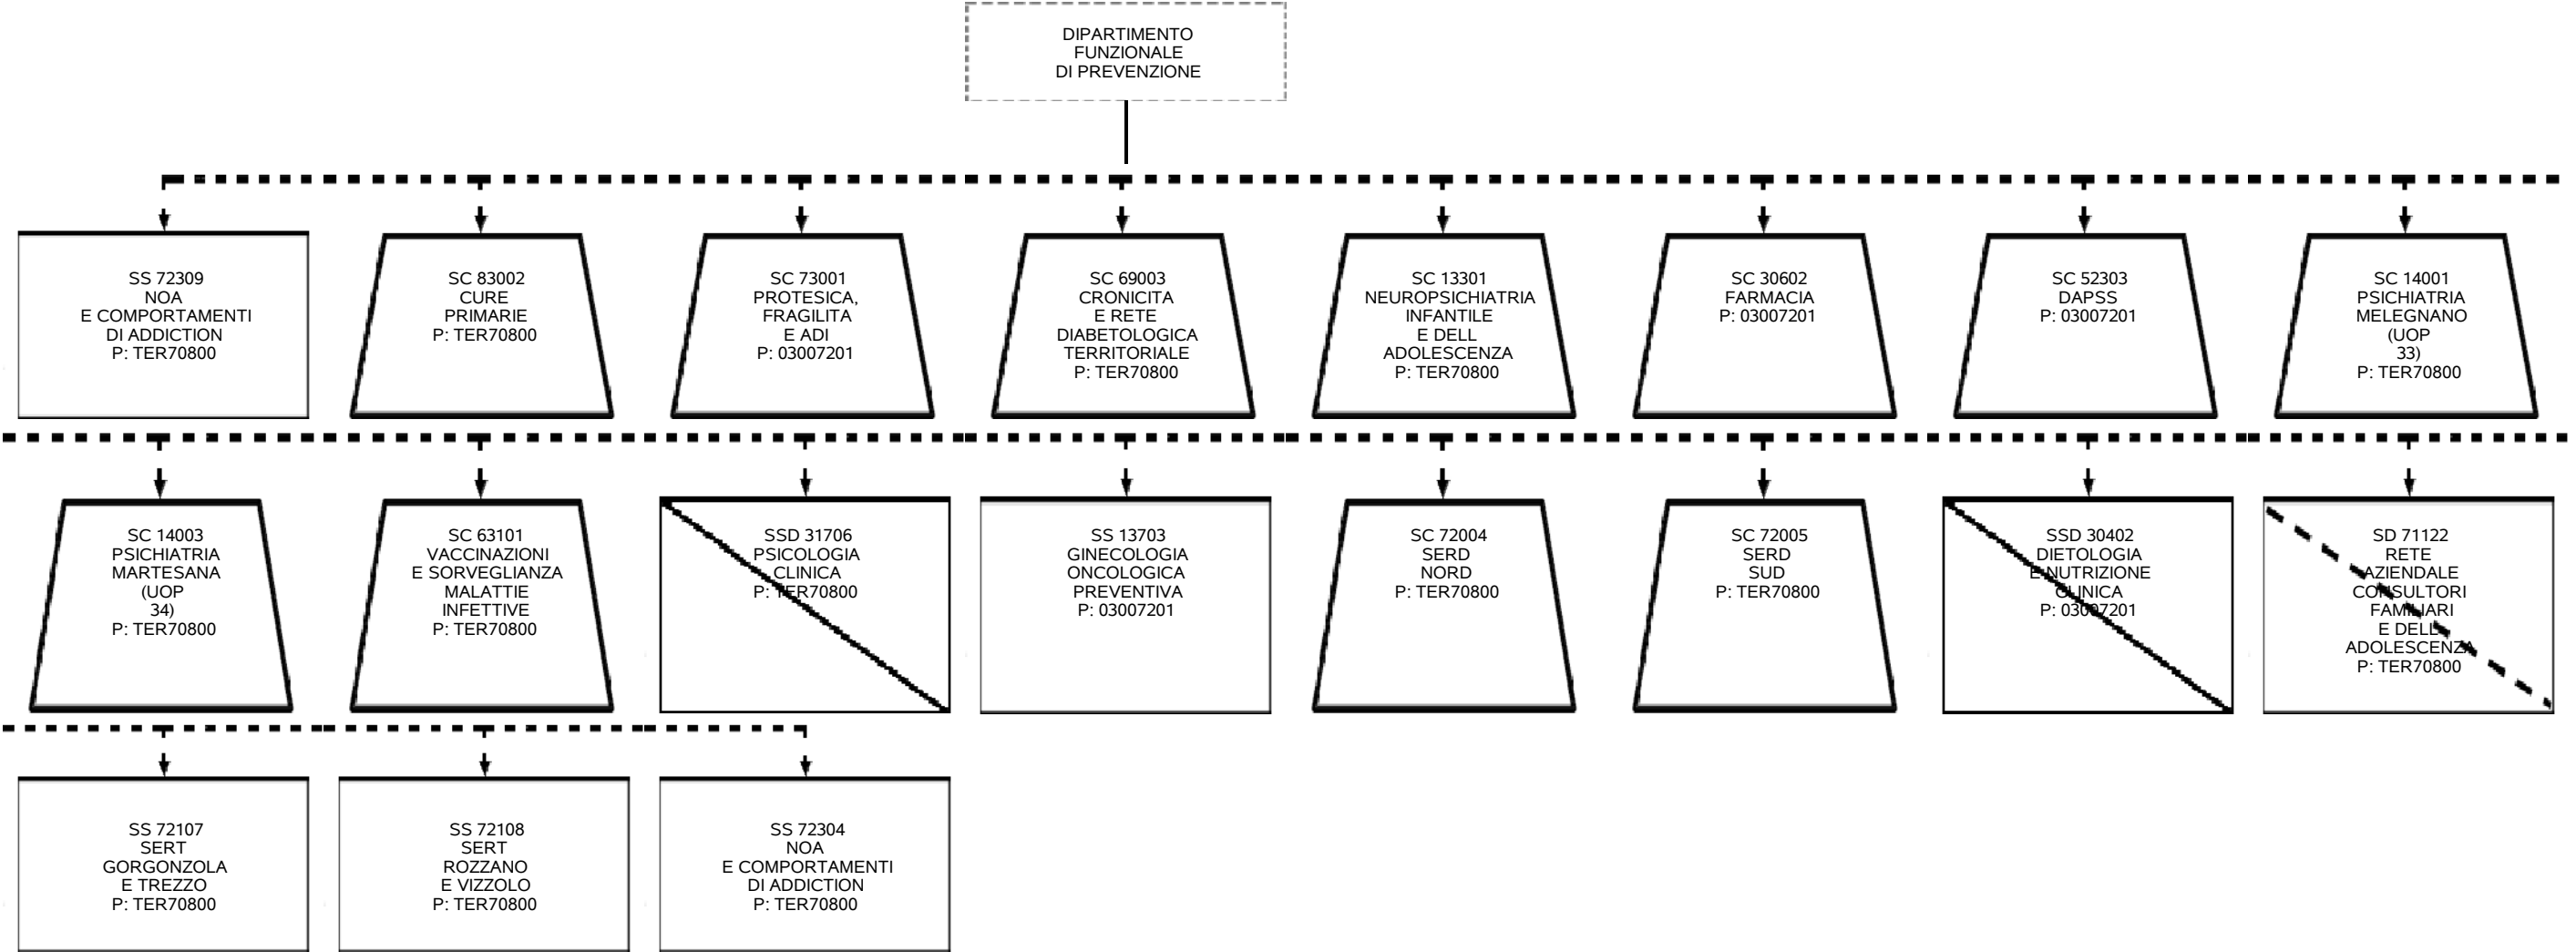 DIPARTIMENTO
FUNZIONALE
DI PREVENZIONE
SS 72309
NOA
E COMPORTAMENTI
DI ADDICTION
P: TER70800
SC 83002
CURE
PRIMARIE
P: TER70800
SC 73001
PROTESICA,
FRAGILITA
E ADI
P: 03007201
SC 69003
CRONICITA
E RETE
DIABETOLOGICA
TERRITORIALE
P: TER70800
SC 13301
NEUROPSICHIATRIA
INFANTILE
E DELL
ADOLESCENZA
P: TER70800
SC 30602
FARMACIA
P: 03007201
SC 52303
DAPSS
P: 03007201
SC 14001
PSICHIATRIA
MELEGNANO
(UOP
33)
P: TER70800
SC 14003
PSICHIATRIA
MARTESANA
(UOP
34)
P: TER70800
SC 63101
VACCINAZIONI
E SORVEGLIANZA
MALATTIE
INFETTIVE
P: TER70800
SSD 31706
PSICOLOGIA
CLINICA
P: TER70800
SS 13703
GINECOLOGIA
ONCOLOGICA
PREVENTIVA
P: 03007201
SC 72004
SERD
NORD
P: TER70800
SC 72005
SERD
SUD
P: TER70800
SSD 30402
DIETOLOGIA
E NUTRIZIONE
CLINICA
P: 03007201
SD 71122
RETE
AZIENDALE
CONSULTORI
FAMILIARI
E DELL
ADOLESCENZA
P: TER70800
SS 72107
SERT
GORGONZOLA
E TREZZO
P: TER70800
SS 72108
SERT
ROZZANO
E VIZZOLO
P: TER70800
SS 72304
NOA
E COMPORTAMENTI
DI ADDICTION
P: TER70800